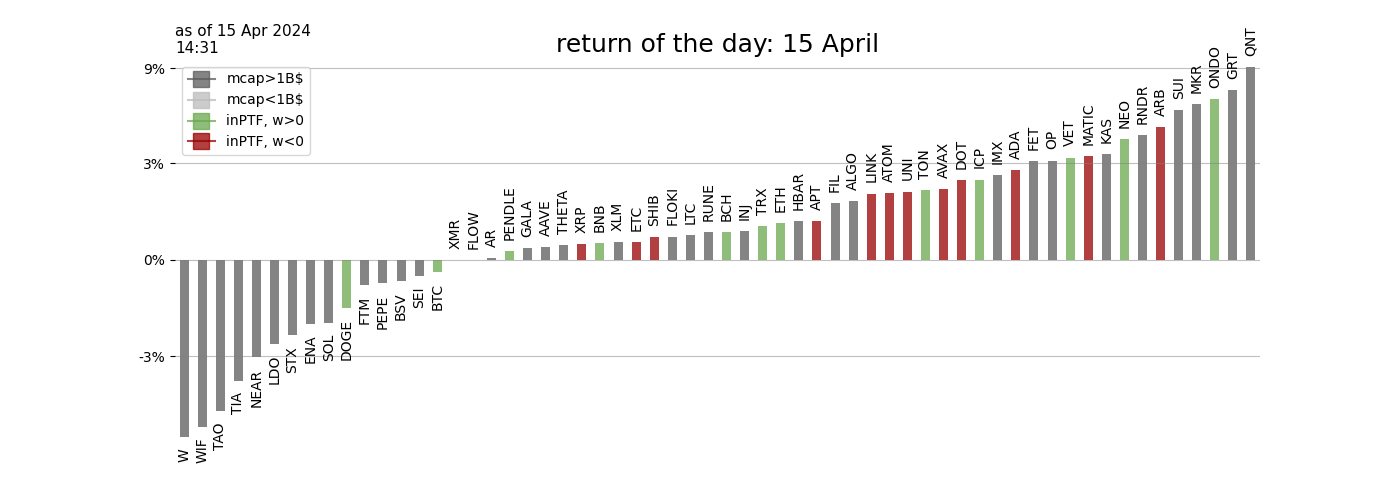 as of 15 Apr 2024
14:31
return of the day: 15 April
mcap>1B$
mcap<1B$
inPTF, w>0
inPTF, w<0
9%
3%
0%
-3%
W
WIF
TAO
TIA
NEAR
LDO
STX
ENA
SOL
DOGE
FTM
PEPE
BSV
SEI
BTC
XMR
FLOW
AR
PENDLE
GALA
AAVE
THETA
XRP
BNB
XLM
ETC
SHIB
FLOKI
LTC
RUNE
BCH
INJ
TRX
ETH
HBAR
APT
FIL
ALGO
LINK
ATOM
UNI
TON
AVAX
DOT
ICP
IMX
ADA
FET
OP
VET
MATIC
KAS
NEO
RNDR
ARB
SUI
MKR
ONDO
GRT
QNT